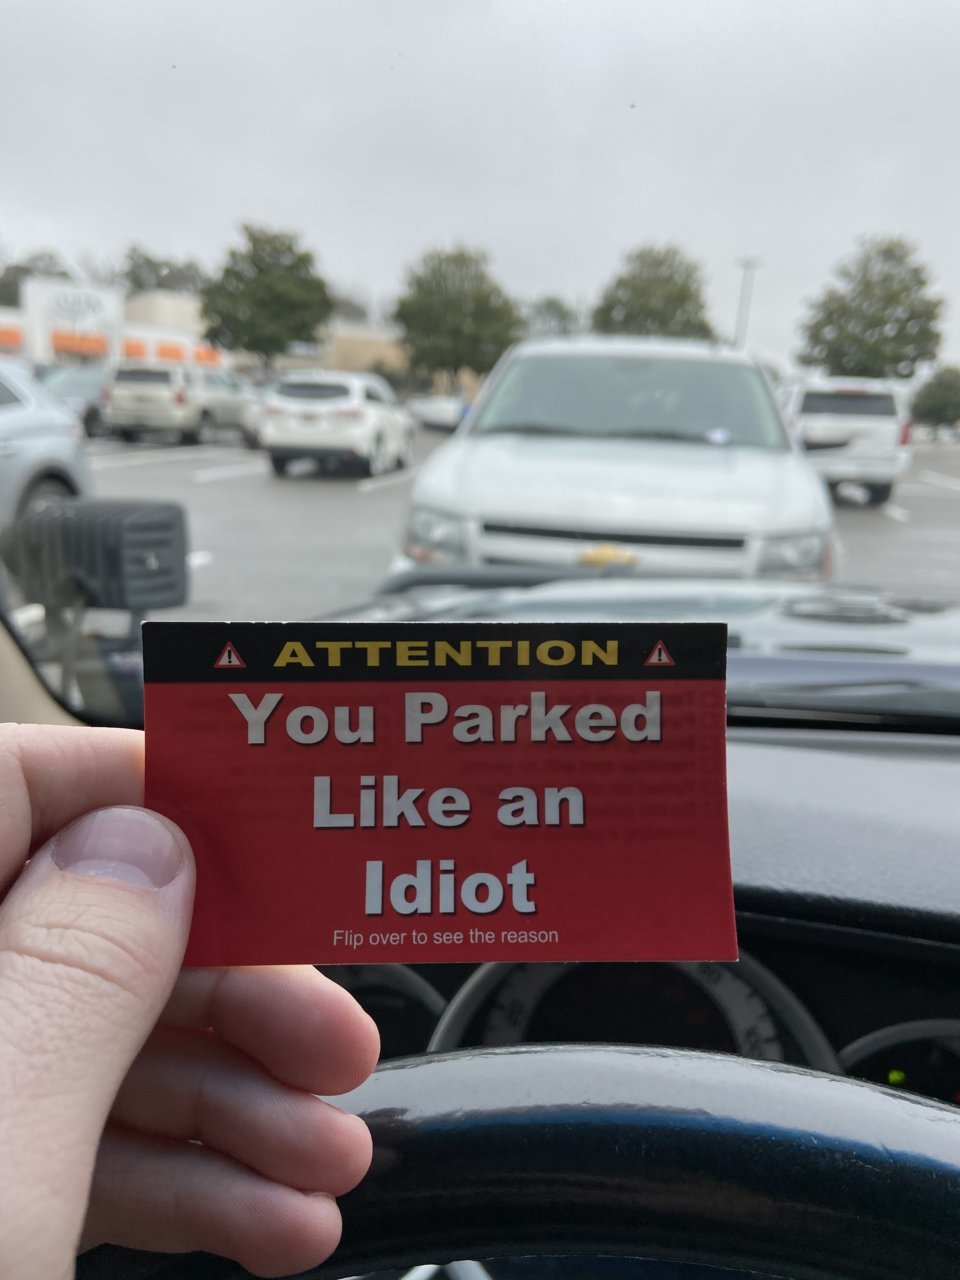 ATTENTION
You Parked
Like an
Idiot
Flip over to see the reason